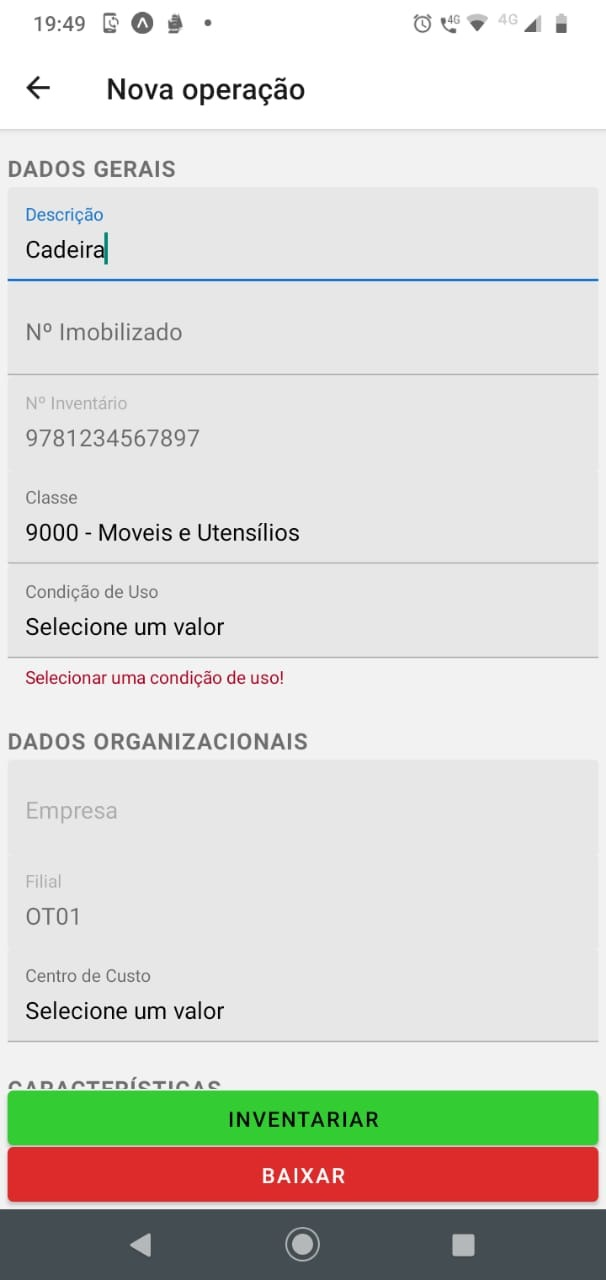 19:49
4G
4G
Nova operação
DADOS GERAIS
Descrição
Cadeira
Nº Imobilizado
Nº Inventário
9781234567897
Classe
9000 - Moveis e Utensílios
Condição de Uso
Selecione um valor
Selecionar uma condição de uso!
DADOS ORGANIZACIONAIS
Empresa
Filial
OT01
Centro de Custo
Selecione um valor
CARACTERÍSTICAS
INVENTARIAR
BAIXAR